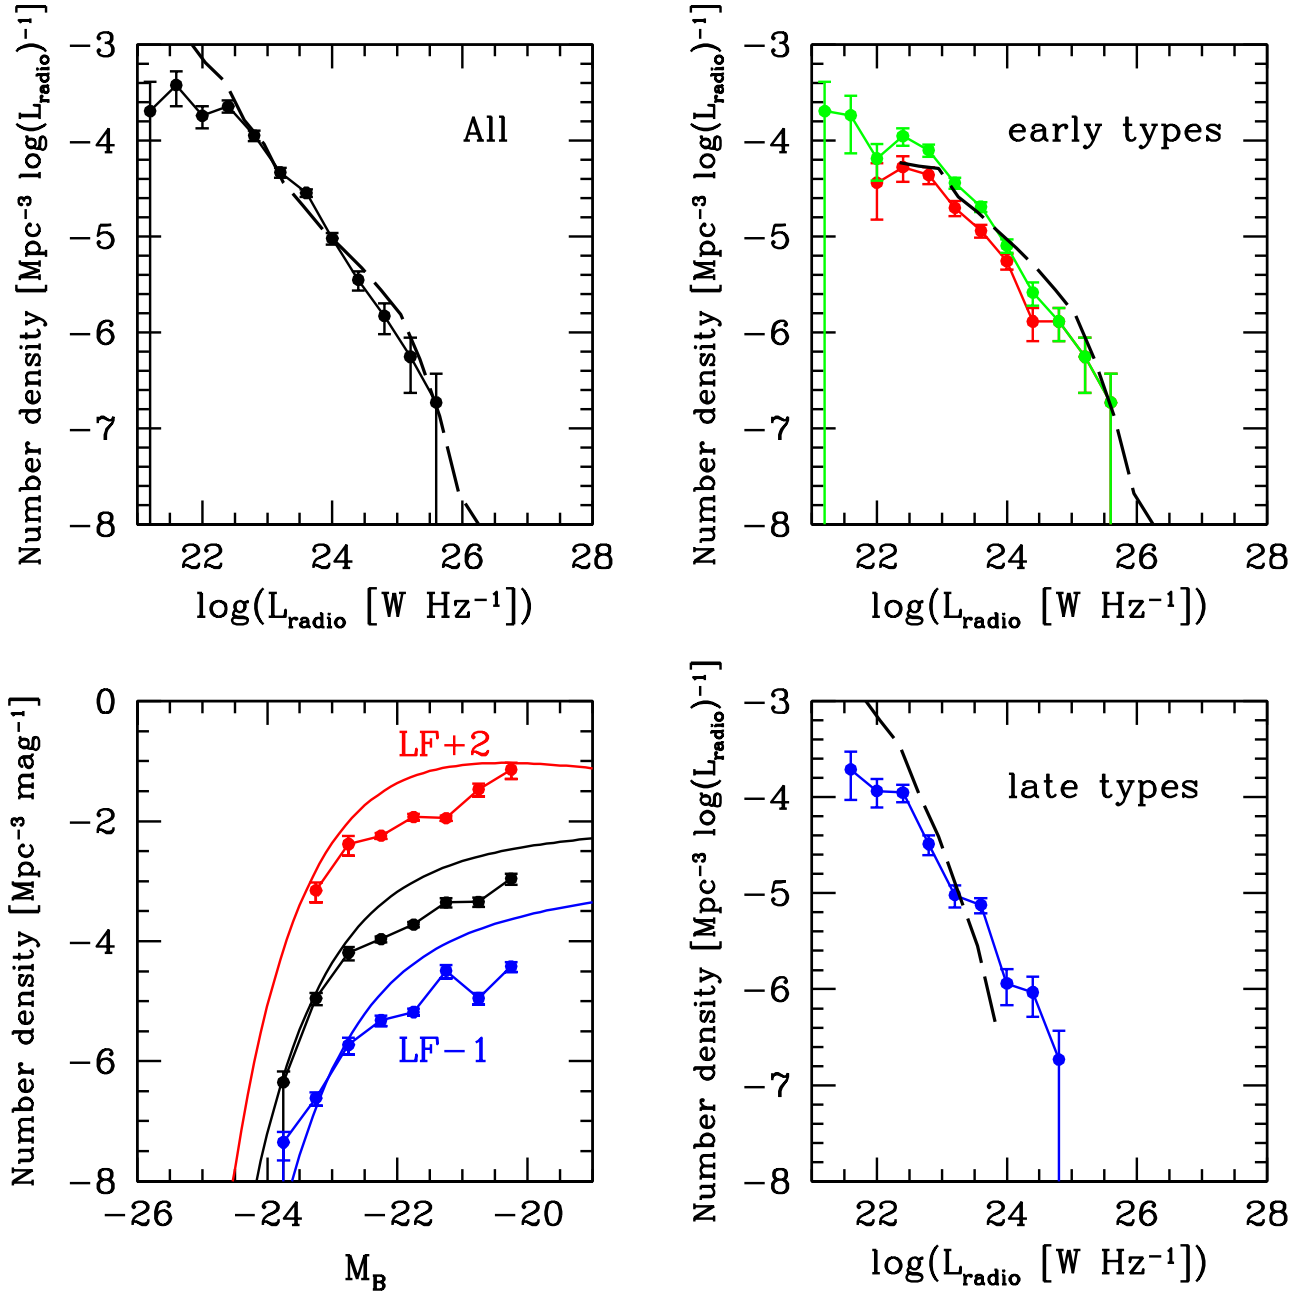 Number density [Mpc⁻³ log(L_radio)⁻¹]
-3
-4
-5
-6
-7
-8
All
22 24 26 28
log(L_radio [W Hz⁻¹])
Number density [Mpc⁻³ log(L_radio)⁻¹]
-3
-4
-5
-6
-7
-8
early types
22 24 26 28
log(L_radio [W Hz⁻¹])
Number density [Mpc⁻³ mag⁻¹]
0
-2
-4
-6
-8
LF+2
LF-1
-26 -24 -22 -20
M_B
Number density [Mpc⁻³ log(L_radio)⁻¹]
-3
-4
-5
-6
-7
-8
late types
22 24 26 28
log(L_radio [W Hz⁻¹])